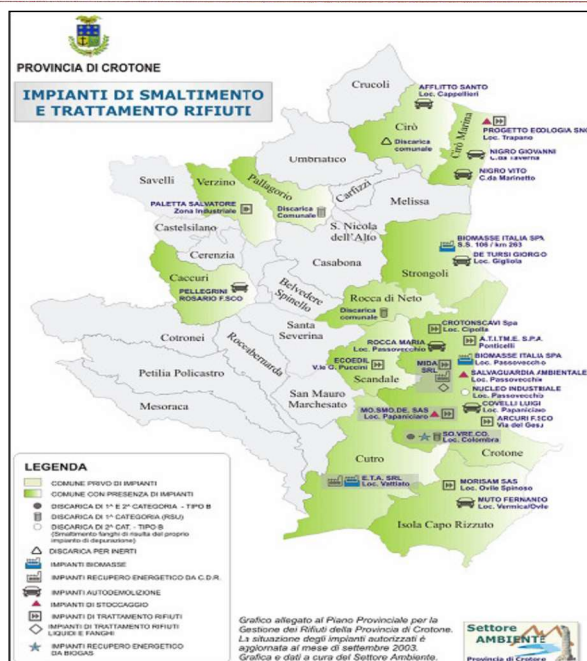 PROVINCIA DI CROTONE
IMPIANTI DI SMALTIMENTO
E TRATTAMENTO RIFIUTI
Crucoli
AFFLITTO SANTO
Loc. Cappellieri
Cirò
Discarica
comunale
Cirò Marina
PROGETTO ECOLOGIA SNC
Loc. Trapano
NIGRO GIOVANNI
C.da Taverna
NIGRO VITO
C.da Marinetto
Umbriatico
Savelli
Verzino
Pallagorio
Carfizzi
Melissa
PALETTA SALVATORE
Zona Industriale
Discarica
Comunale
Castelsilano
S. Nicola
dell'Alto
BIOMASSE ITALIA SPA
S.S. 106 / km 263
Cerenzia
Casabona
DE TURSI GIORGIO
Loc. Gigliola
Strongoli
Caccuri
PELLEGRINI
ROSARIO F.SCO
Belvedere
Spinello
Rocca di Neto
Discarica
comunale
CROTONSCAVI Spa
Loc. Cipolla
Cotronei
Roccabernarda
Santa
Severina
ROCCA MARIA
Loc. Passovecchio
A.T.I.T.M.E. S.P.A.
Ponticelli
ECOEDIL
V.le G. Puccini
MIDA
SRL
BIOMASSE ITALIA SPA
Loc. Passovecchio
Petilia Policastro
Scandale
SALVAGUARDIA AMBIENTALE
Loc. Passovecchio
NUCLEO INDUSTRIALE
Loc. Passovecchio
Mesoraca
San Mauro
Marchesato
MO.SMO.DE. SAS
Loc. Papaniciaro
COVELLI LUIGI
Loc. Papaniciaro
ARCURI F.SCO
Via del Gesù
SO.VRE.CO.
Loc. Colombra
Cutro
Crotone
E.T.A. SRL
Loc. Vattiato
MORISAM SAS
Loc. Ovile Spinoso
MUTO FERNANDO
Loc. Vermica/Ovile
Isola Capo Rizzuto
LEGENDA
COMUNE PRIVO DI IMPIANTI
COMUNE CON PRESENZA DI IMPIANTI
DISCARICA DI 1^ E 2^ CATEGORIA - TIPO B
DISCARICA DI 1^ CATEGORIA (RSU)
DISCARICA DI 2^ CAT. - TIPO B
(Smaltimento fanghi di risulta del proprio
impianto di depurazione)
DISCARICA PER INERTI
IMPIANTI BIOMASSE
IMPIANTI RECUPERO ENERGETICO DA C.D.R.
IMPIANTI AUTODEMOLIZIONE
IMPIANTI DI STOCCAGGIO
IMPIANTI DI TRATTAMENTO RIFIUTI
IMPIANTI DI TRATTAMENTO RIFIUTI
LIQUIDI E FANGHI
IMPIANTI RECUPERO ENERGETICO
DA BIOGAS
Grafico allegato al Piano Provinciale per la
Gestione dei Rifiuti della Provincia di Crotone.
La situazione degli impianti autorizzati è
aggiornata al mese di settembre 2003.
Grafica e dati a cura del Settore Ambiente.
Settore
AMBIENTE
Provincia di Crotone